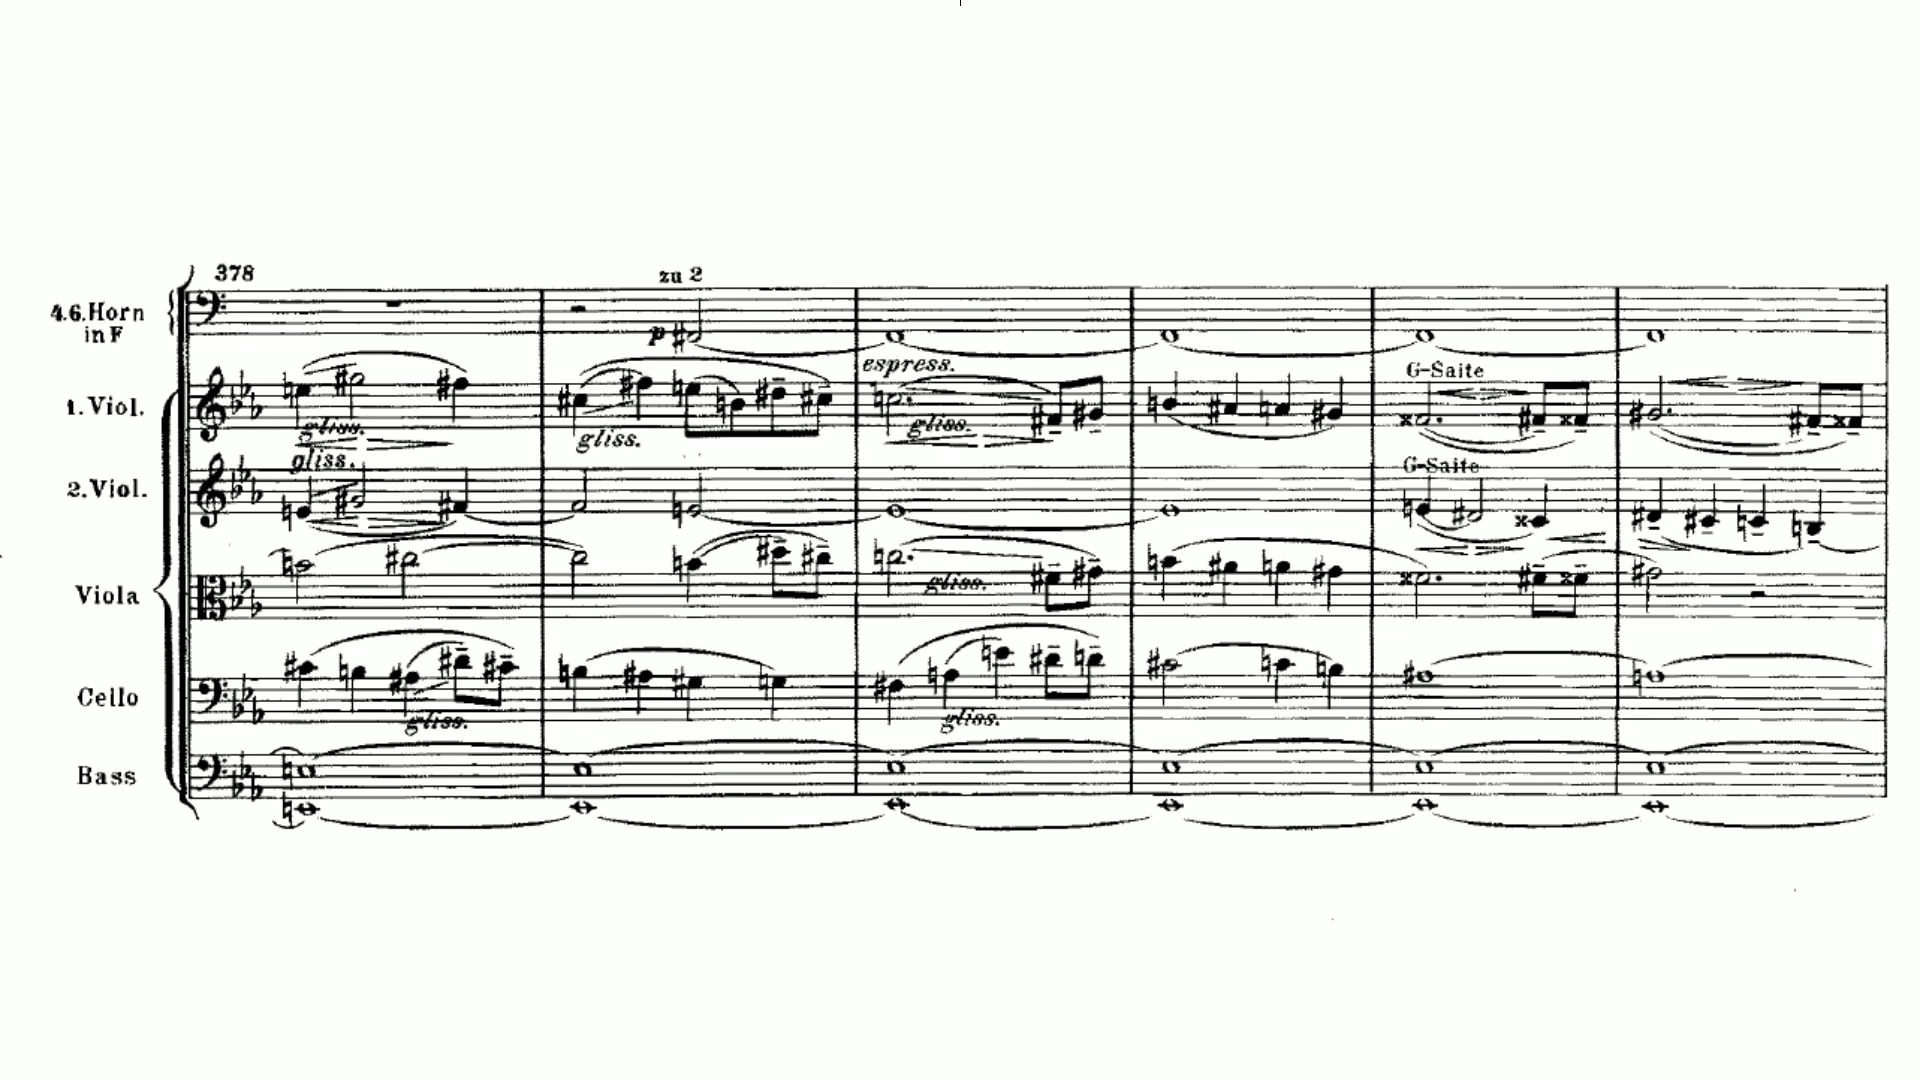 378
zu 2
4.6.Horn
in F
p
espress.
G-Saite
1.Viol.
gliss.
gliss.
gliss.
gliss.
G-Saite
2.Viol.
Viola
gliss.
Cello
gliss.
gliss.
Bass